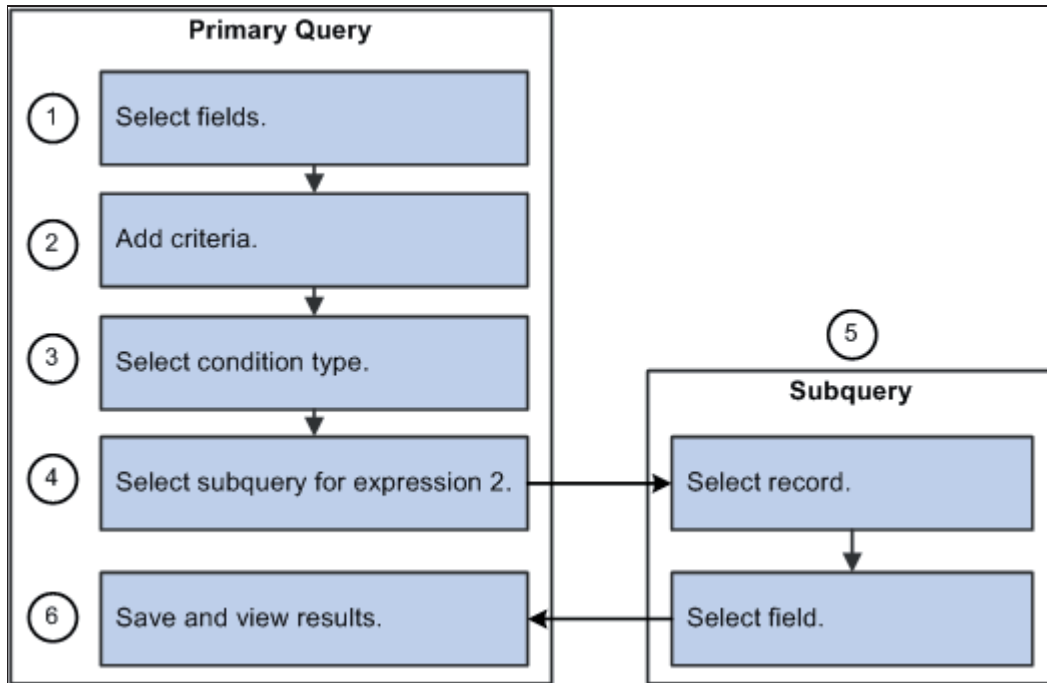 Primary Query
1
Select fields.
2
Add criteria.
3
Select condition type.
4
Select subquery for expression 2.
5
Subquery
Select record.
Select field.
6
Save and view results.